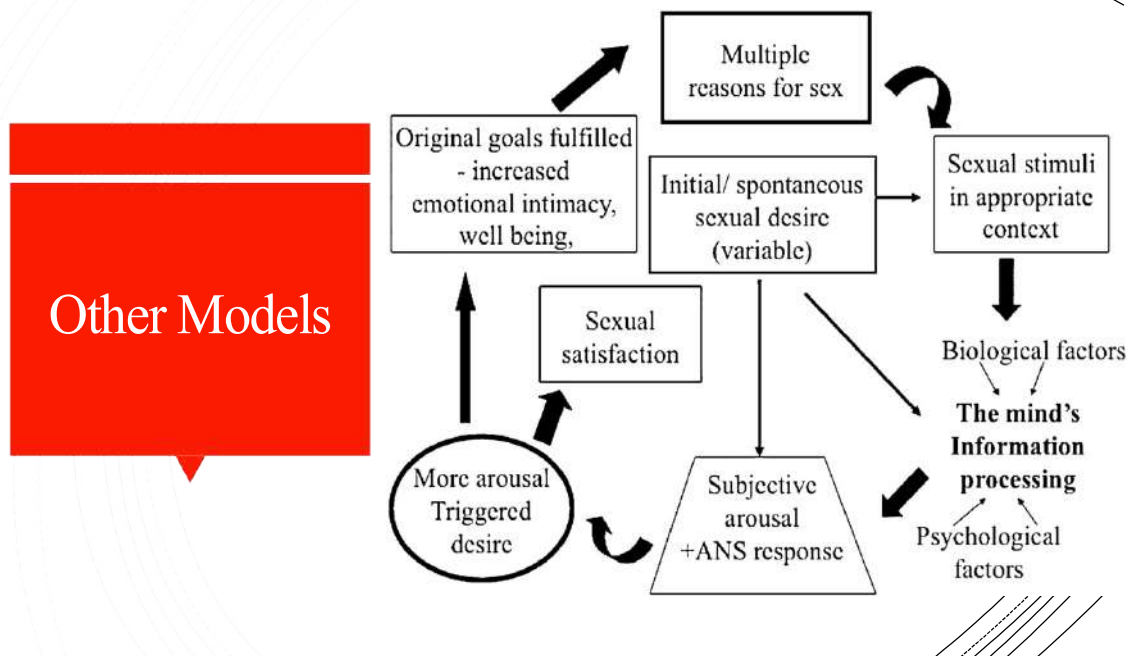 Other Models
Multiple
reasons for sex
Original goals fulfilled
- increased
emotional intimacy,
well being,
Initial/ spontaneous
sexual desire
(variable)
Sexual stimuli
in appropriate
context
Sexual
satisfaction
Biological factors
The mind's
Information
processing
Psychological
factors
More arousal
Triggered
desire
Subjective
arousal
+ANS response